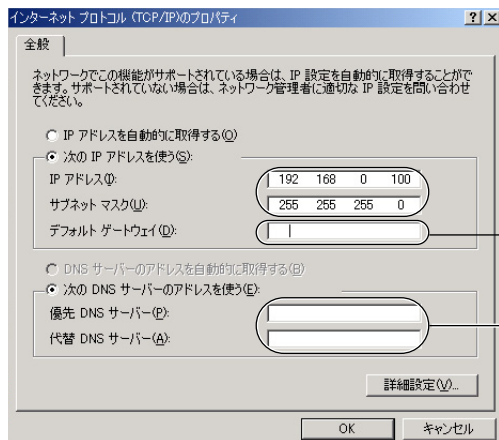 インターネット プロトコル (TCP/IP)のプロパティ
全般
ネットワークでこの機能がサポートされている場合は、IP 設定を自動的に取得することがで
きます。サポートされていない場合は、ネットワーク管理者に適切な IP 設定を問い合わせ
てください。
IP アドレスを自動的に取得する(O)
次の IP アドレスを使う(S):
IP アドレス(I): 192 168 0 100
サブネット マスク(U): 255 255 255 0
デフォルト ゲートウェイ(D):
DNS サーバーのアドレスを自動的に取得する(B)
次の DNS サーバーのアドレスを使う(E):
優先 DNS サーバー(P):
代替 DNS サーバー(A):
詳細設定(V)...
OK キャンセル